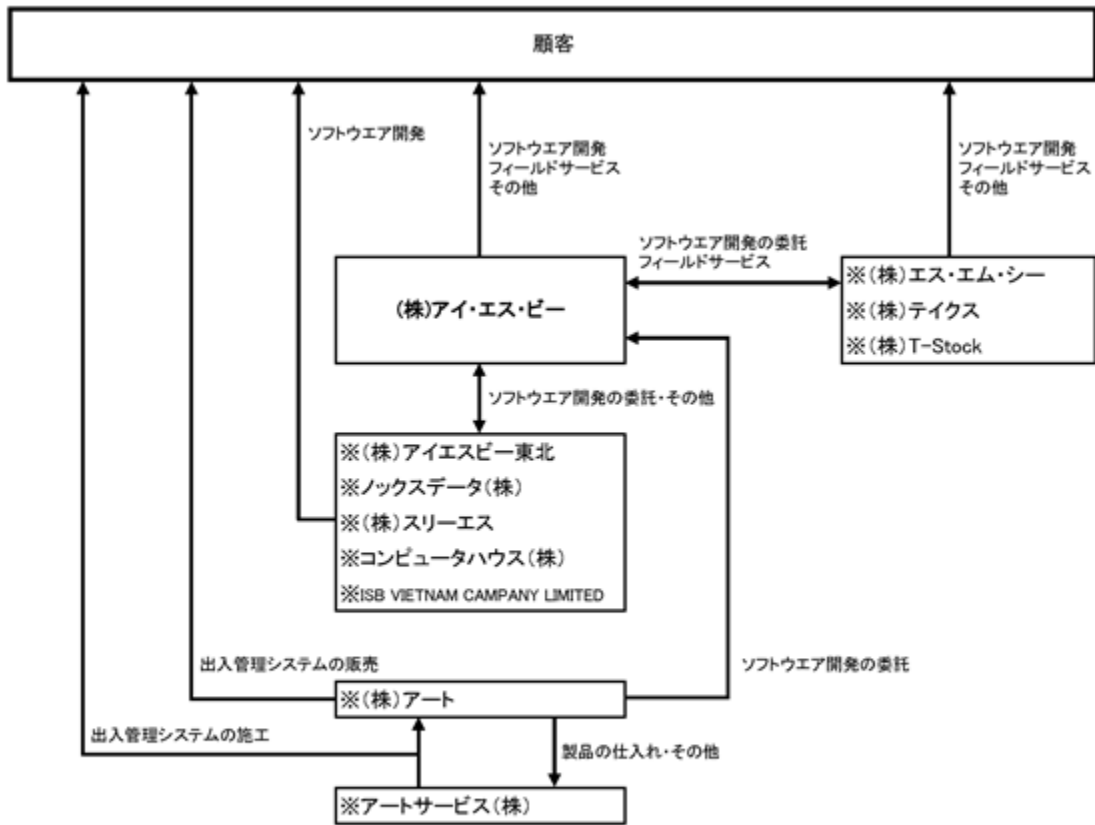 顧客
ソフトウエア開発
ソフトウエア開発
フィールドサービス
その他
ソフトウエア開発
フィールドサービス
その他
ソフトウエア開発の委託
フィールドサービス
(株)アイ・エス・ビー
※(株)エス・エム・シー
※(株)テイクス
※(株)T-Stock
ソフトウエア開発の委託・その他
※(株)アイエスビー東北
※ノックスデータ(株)
※(株)スリーエス
※コンピュータハウス(株)
※ISB VIETNAM CAMPANY LIMITED
出入管理システムの販売
ソフトウエア開発の委託
※(株)アート
出入管理システムの施工
製品の仕入れ・その他
※アートサービス(株)